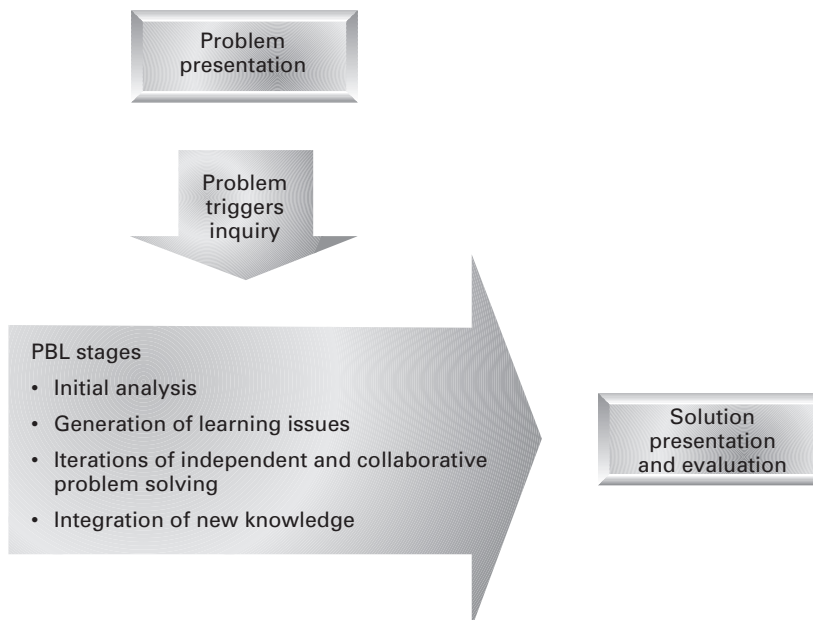 Problem
presentation
Problem
triggers
inquiry
PBL stages
• Initial analysis
• Generation of learning issues
• Iterations of independent and collaborative
problem solving
• Integration of new knowledge
Solution
presentation
and evaluation